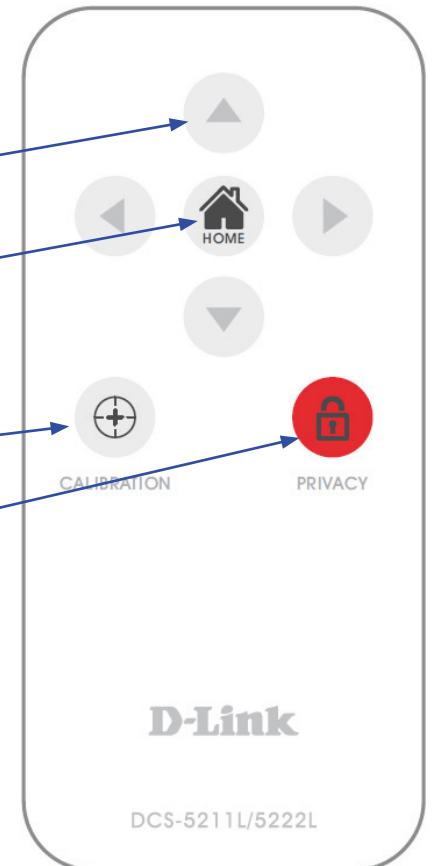 HOME
CALIBRATION
PRIVACY
D-Link
DCS-5211L/5222L